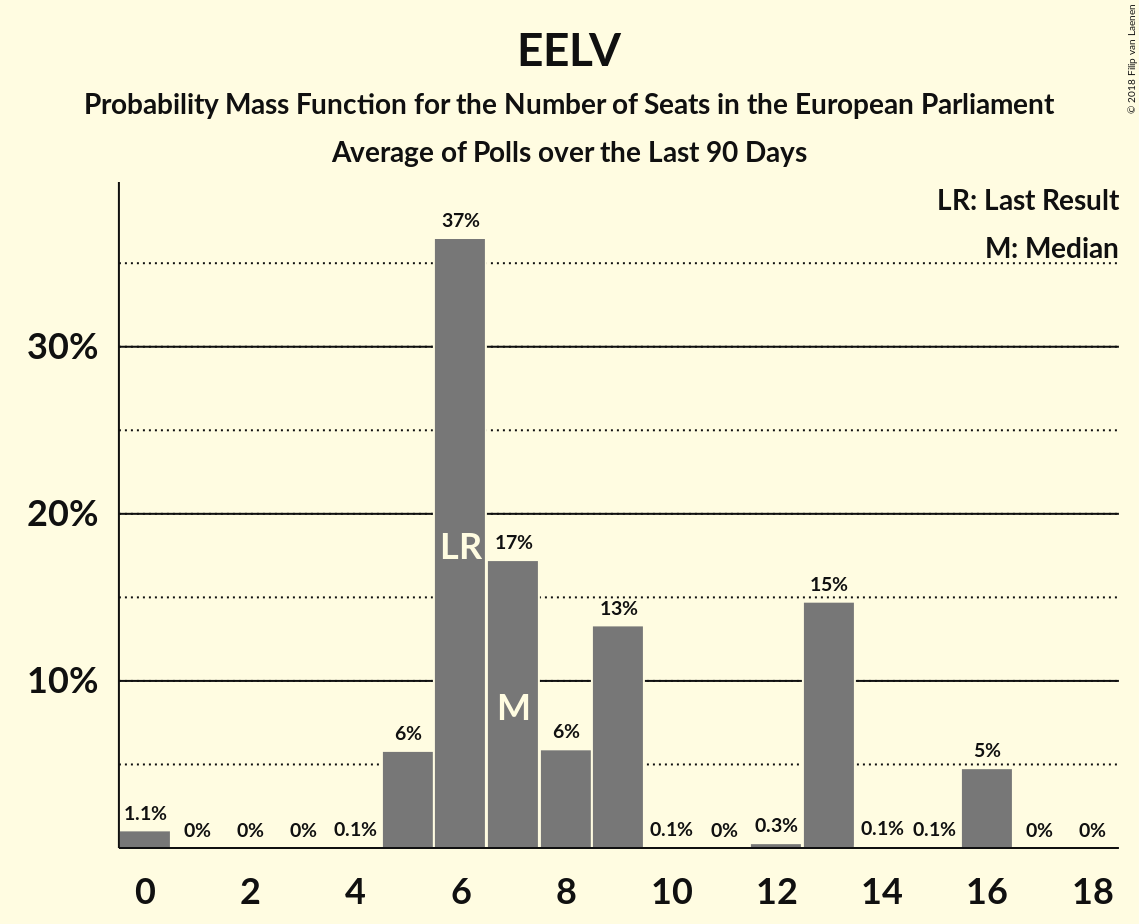 EELV
Probability Mass Function for the Number of Seats in the European Parliament
Average of Polls over the Last 90 Days
© 2018 Filip van Laenen
LR: Last Result
M: Median
30%
20%
10%
1.1%
0%
0%
0%
0.1%
6%
37%
LR
17%
M
6%
13%
0.1%
0%
0.3%
15%
0.1%
0.1%
5%
0%
0%
0 2 4 6 8 10 12 14 16 18